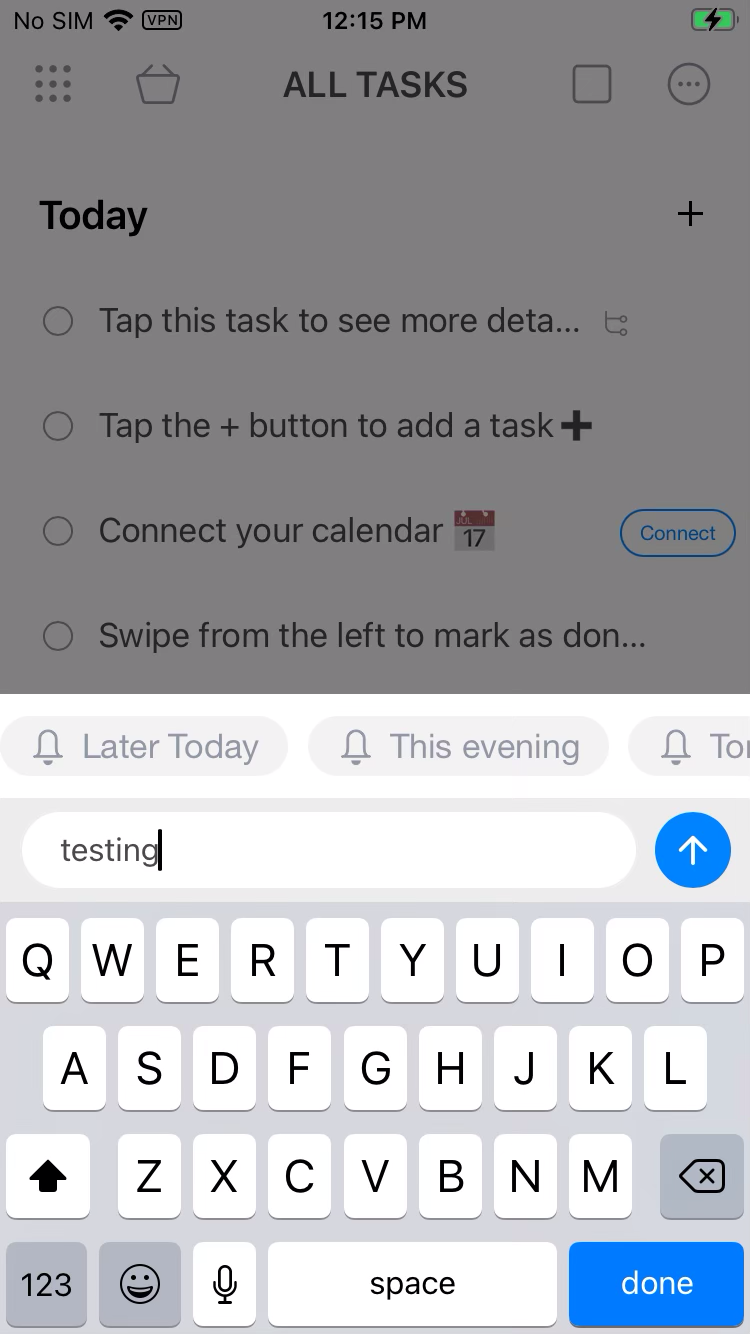 No SIM VPN 12:15 PM
ALL TASKS
Today +
Tap this task to see more deta...
Tap the + button to add a task ➕
Connect your calendar JUL 17 Connect
Swipe from the left to mark as don...
Later Today This evening Tor
testing
Q W E R T Y U I O P
A S D F G H J K L
Z X C V B N M
123 space done